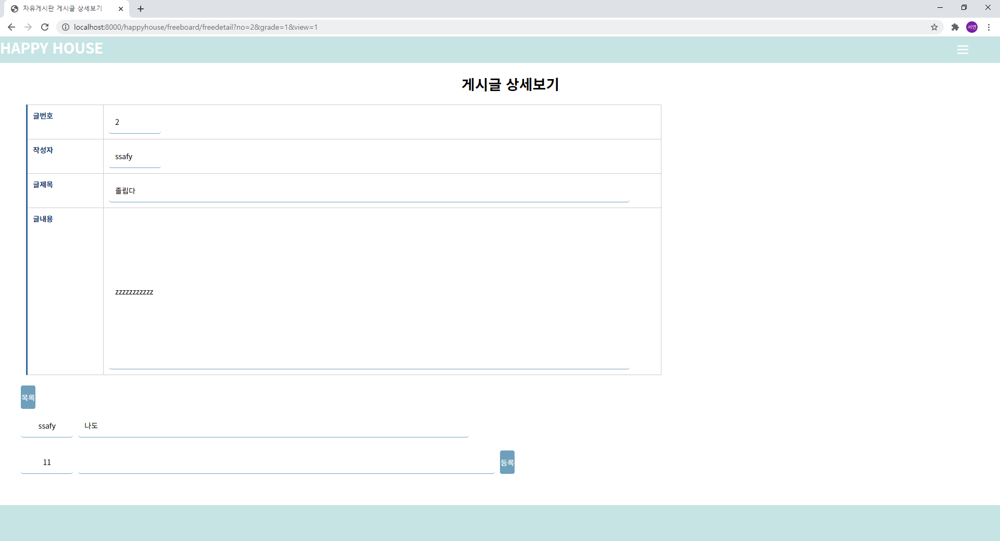 자유게시판 게시글 상세보기
localhost:8000/happyhouse/freeboard/freedetail?no=2&grade=1&view=1
서연
HAPPY HOUSE
게시글 상세보기
글번호 2
작성자 ssafy
글제목 졸립다
글내용 zzzzzzzzzzz
목록
ssafy 나도
11 등록